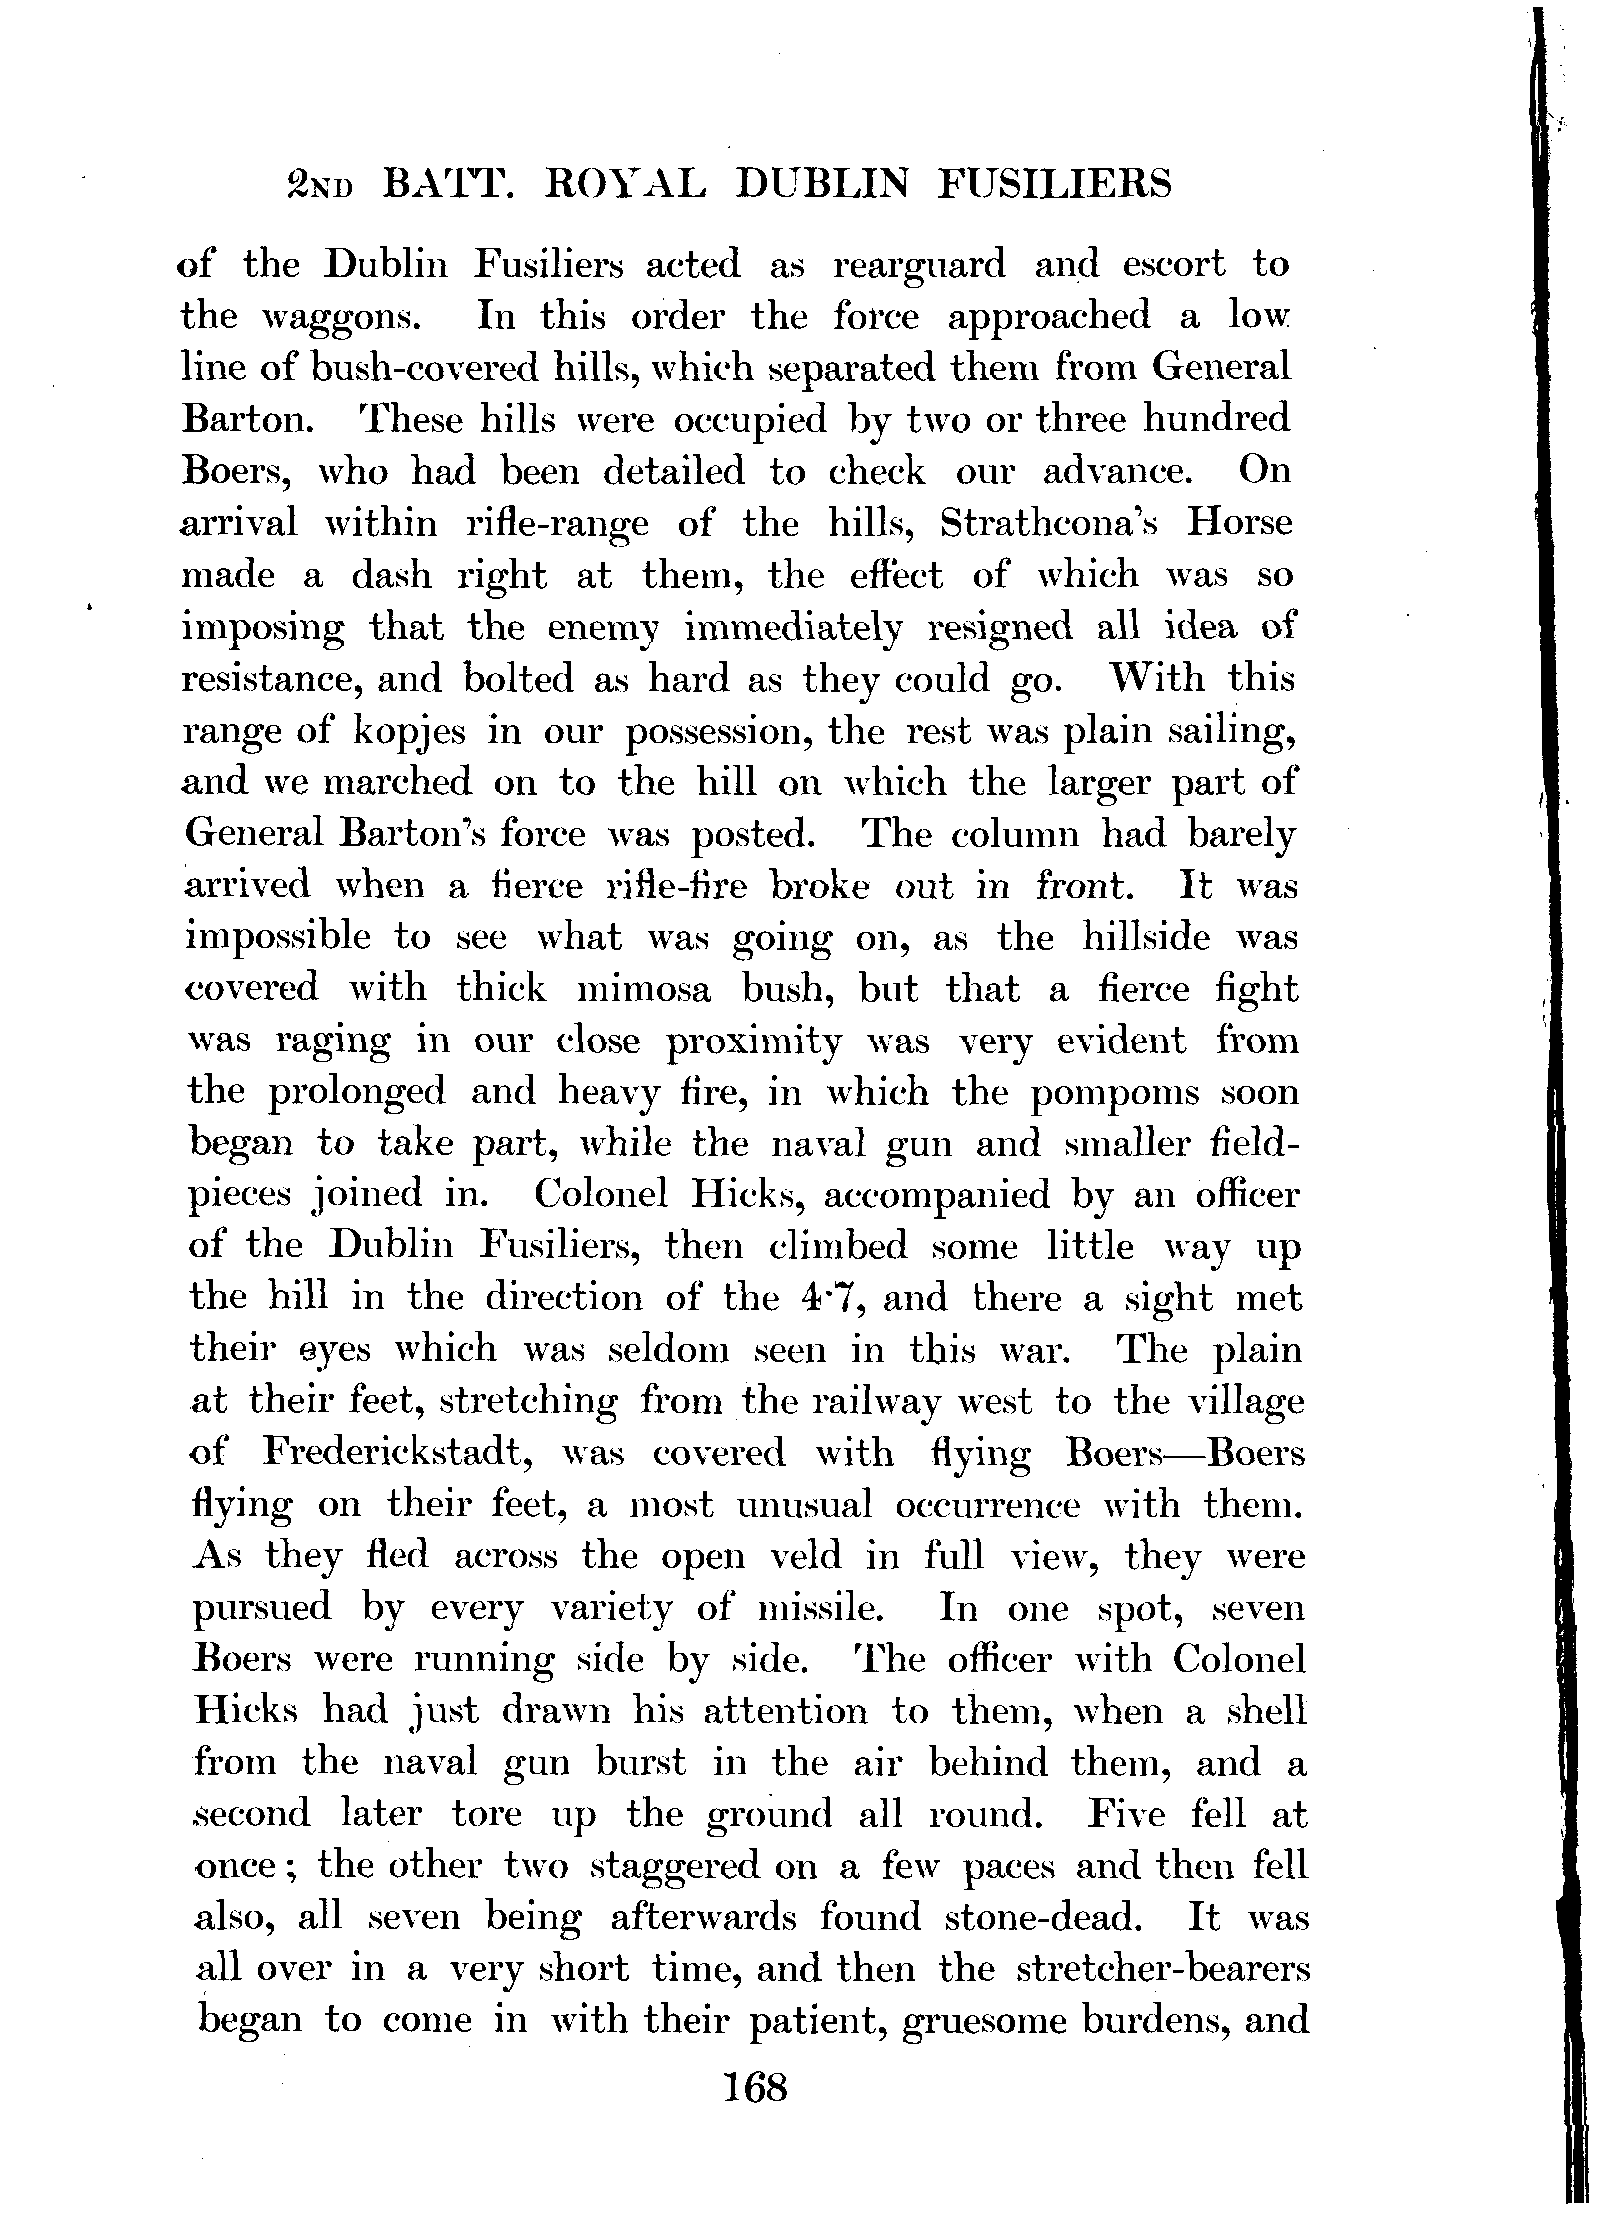 2ND BATT. ROYAL DUBLIN FUSILIERS
of the Dublin Fusiliers acted as rearguard and escort to
the waggons. In this order the force approached a low
line of bush-covered hills, which separated them from General
Barton. These hills were occupied by two or three hundred
Boers, who had been detailed to check our advance. On
arrival within rifle-range of the hills, Strathcona's Horse
made a dash right at them, the effect of which was so
imposing that the enemy immediately resigned all idea of
resistance, and bolted as hard as they could go. With this
range of kopjes in our possession, the rest was plain sailing,
and we marched on to the hill on which the larger part of
General Barton's force was posted. The column had barely
arrived when a fierce rifle-fire broke out in front. It was
impossible to see what was going on, as the hillside was
covered with thick mimosa bush, but that a fierce fight
was raging in our close proximity was very evident from
the prolonged and heavy fire, in which the pompoms soon
began to take part, while the naval gun and smaller field-
pieces joined in. Colonel Hicks, accompanied by an officer
of the Dublin Fusiliers, then climbed some little way up
the hill in the direction of the 4·7, and there a sight met
their eyes which was seldom seen in this war. The plain
at their feet, stretching from the railway west to the village
of Frederickstadt, was covered with flying Boers—Boers
flying on their feet, a most unusual occurrence with them.
As they fled across the open veld in full view, they were
pursued by every variety of missile. In one spot, seven
Boers were running side by side. The officer with Colonel
Hicks had just drawn his attention to them, when a shell
from the naval gun burst in the air behind them, and a
second later tore up the ground all round. Five fell at
once; the other two staggered on a few paces and then fell
also, all seven being afterwards found stone-dead. It was
all over in a very short time, and then the stretcher-bearers
began to come in with their patient, gruesome burdens, and
168